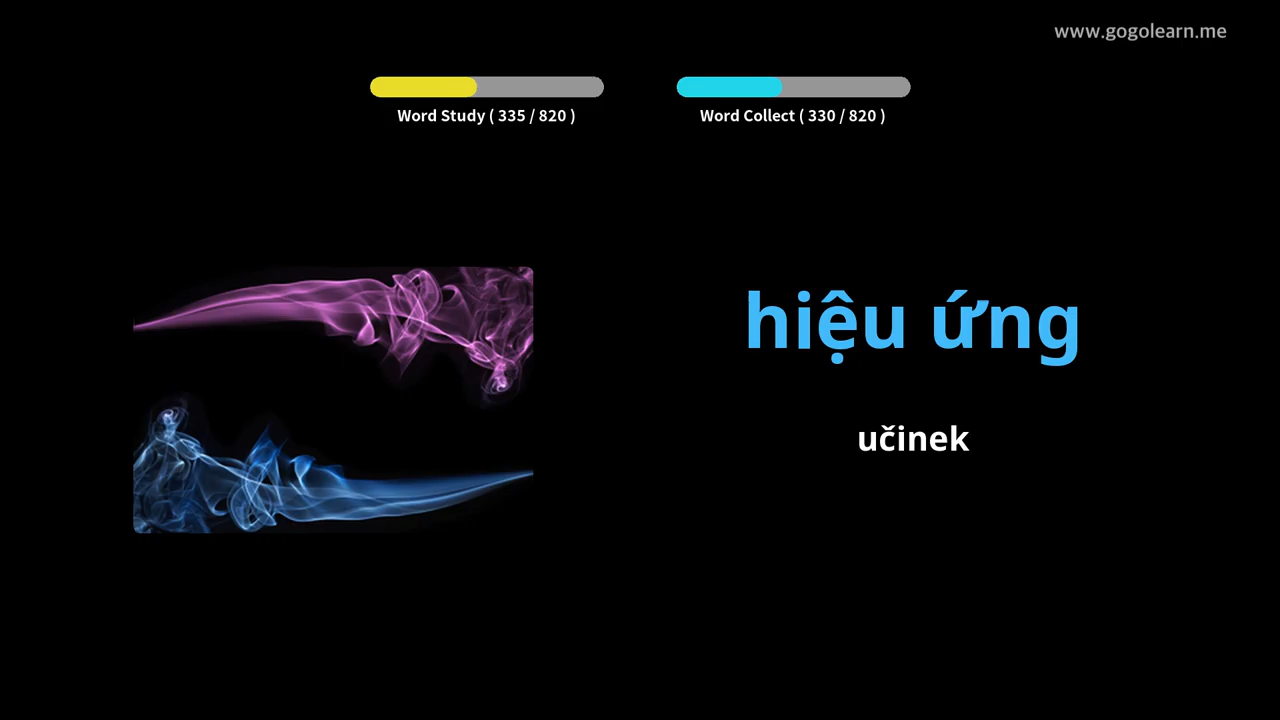 www.gogolearn.me
Word Study ( 335 / 820 )
Word Collect ( 330 / 820 )
hiệu ứng
učinek